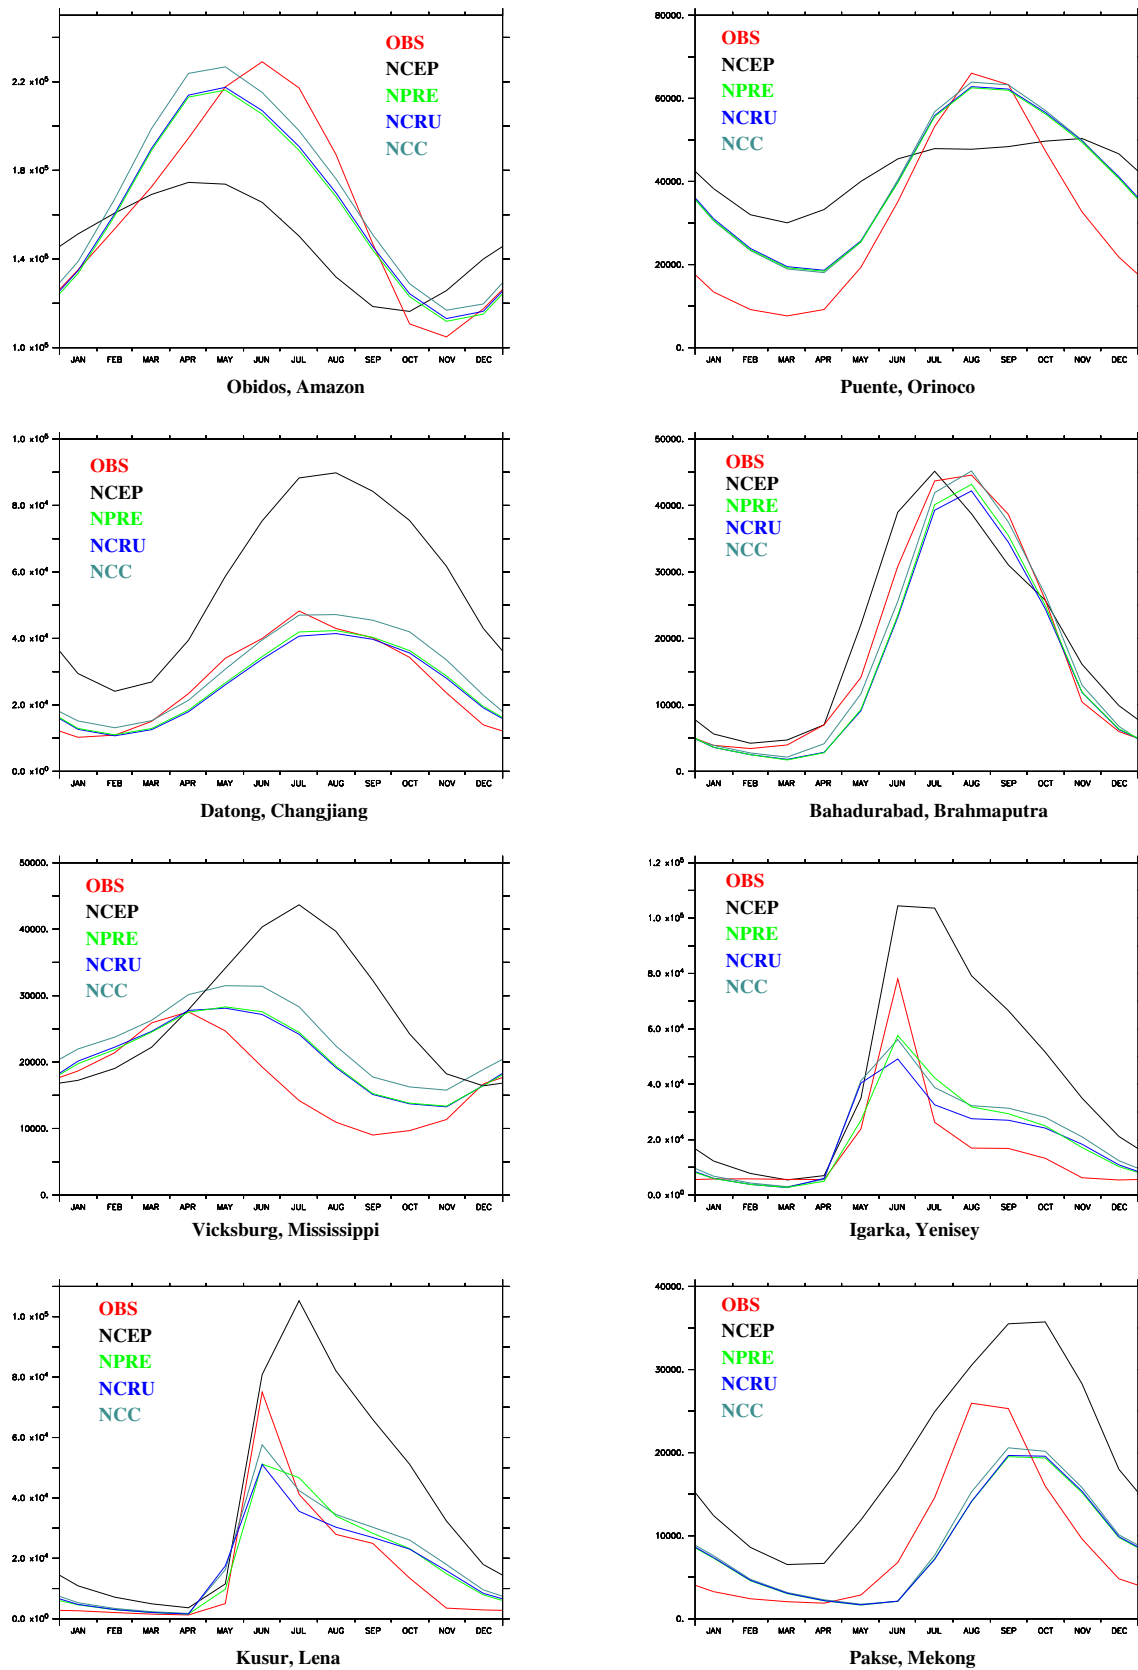 OBS
NCEP
NPRE
NCRU
NCC
2.2 x10⁵
1.8 x10⁵
1.4 x10⁵
1.0 x10⁵
JAN FEB MAR APR MAY JUN JUL AUG SEP OCT NOV DEC
Obidos, Amazon
OBS
NCEP
NPRE
NCRU
NCC
80000.
60000.
40000.
20000.
0.
JAN FEB MAR APR MAY JUN JUL AUG SEP OCT NOV DEC
Puente, Orinoco
OBS
NCEP
NPRE
NCRU
NCC
1.0 x10⁵
8.0 x10⁴
6.0 x10⁴
4.0 x10⁴
2.0 x10⁴
0.0 x10⁰
JAN FEB MAR APR MAY JUN JUL AUG SEP OCT NOV DEC
Datong, Changjiang
OBS
NCEP
NPRE
NCRU
NCC
50000.
40000.
30000.
20000.
10000.
0.
JAN FEB MAR APR MAY JUN JUL AUG SEP OCT NOV DEC
Bahadurabad, Brahmaputra
OBS
NCEP
NPRE
NCRU
NCC
50000.
40000.
30000.
20000.
10000.
0.
JAN FEB MAR APR MAY JUN JUL AUG SEP OCT NOV DEC
Vicksburg, Mississippi
OBS
NCEP
NPRE
NCRU
NCC
1.2 x10⁵
1.0 x10⁵
8.0 x10⁴
6.0 x10⁴
4.0 x10⁴
2.0 x10⁴
0.0 x10⁰
JAN FEB MAR APR MAY JUN JUL AUG SEP OCT NOV DEC
Igarka, Yenisey
OBS
NCEP
NPRE
NCRU
NCC
1.0 x10⁵
8.0 x10⁴
6.0 x10⁴
4.0 x10⁴
2.0 x10⁴
0.0 x10⁰
JAN FEB MAR APR MAY JUN JUL AUG SEP OCT NOV DEC
Kusur, Lena
OBS
NCEP
NPRE
NCRU
NCC
40000.
30000.
20000.
10000.
0.
JAN FEB MAR APR MAY JUN JUL AUG SEP OCT NOV DEC
Pakse, Mekong